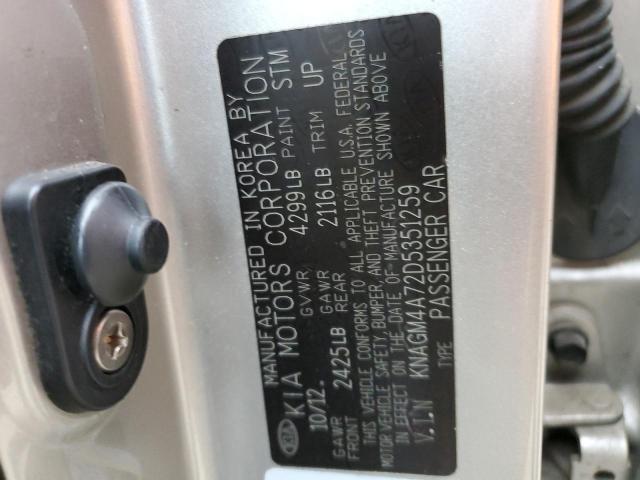 MANUFACTURED IN KOREA BY
KIA MOTORS CORPORATION
10/12. GVWR 4299LB PAINT STM
GAWR FRONT 2425LB GAWR REAR 2116LB TRIM UP
THIS VEHICLE CONFORMS TO ALL APPLICABLE U.S.A. FEDERAL
MOTOR VEHICLE SAFETY, BUMPER, AND THEFT PREVENTION STANDARDS
IN EFFECT ON THE DATE OF MANUFACTURE SHOWN ABOVE
V.I.N KNAGM4A72D5351259
TYPE PASSENGER CAR
KIA